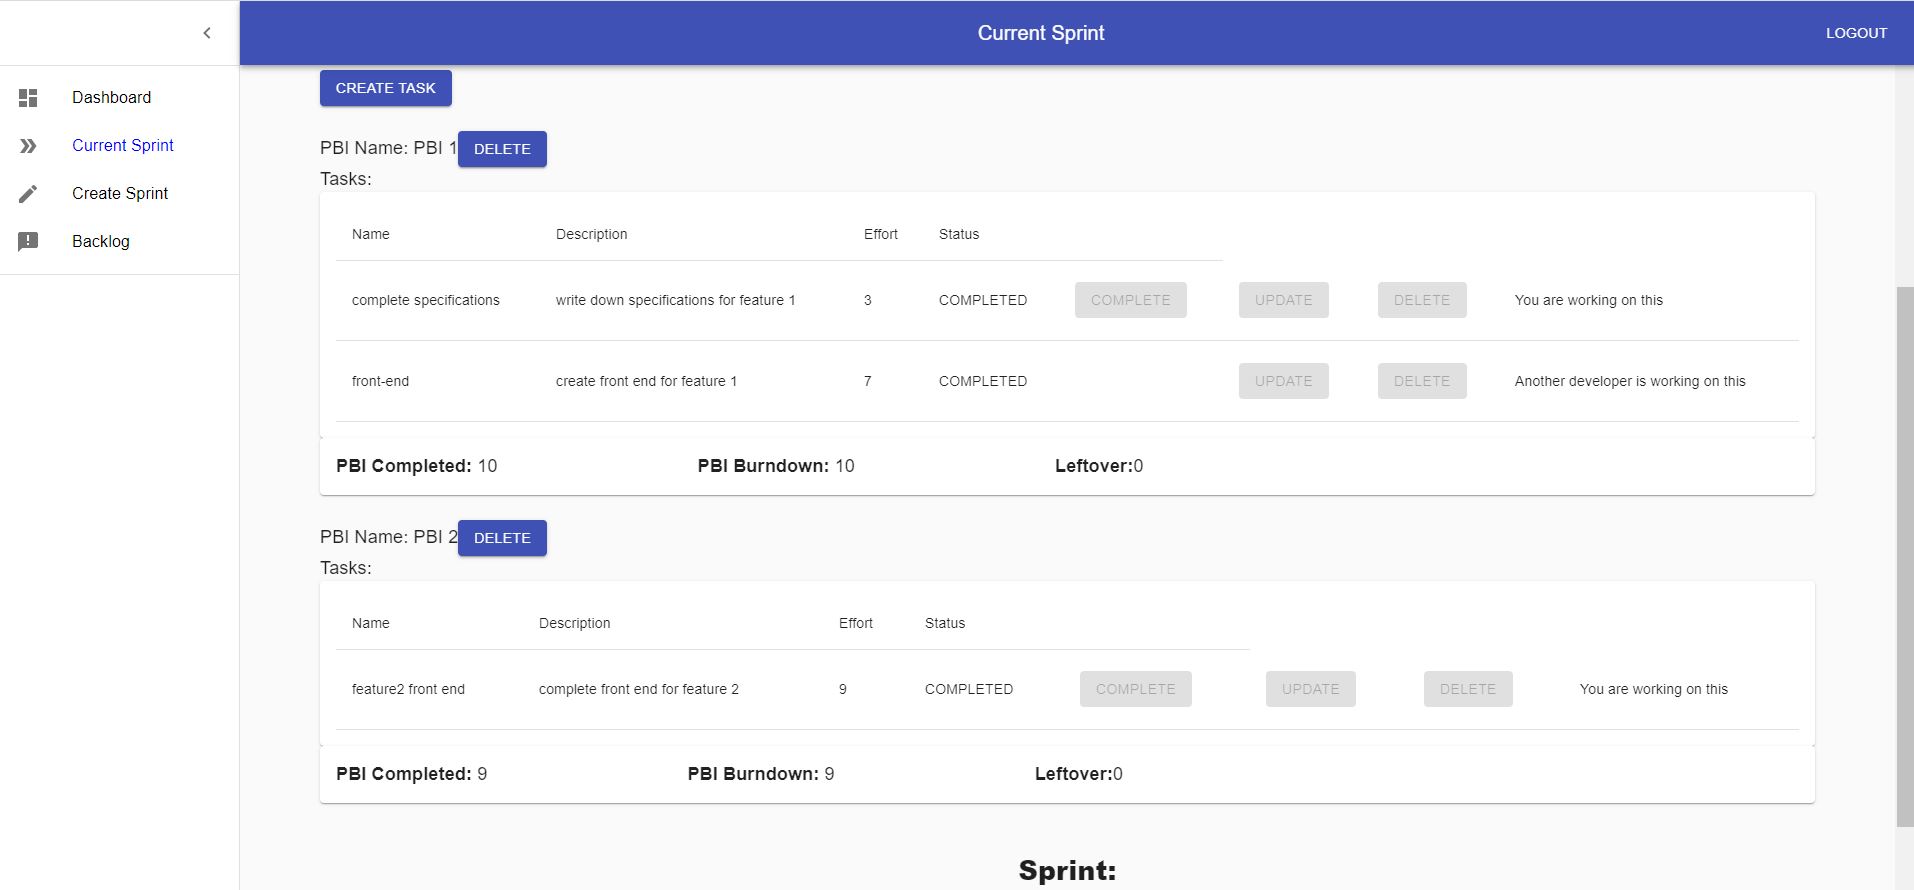 Current Sprint
LOGOUT
Dashboard
Current Sprint
Create Sprint
Backlog
CREATE TASK
PBI Name: PBI 1 DELETE
Tasks:
Name Description Effort Status
complete specifications write down specifications for feature 1 3 COMPLETED COMPLETE UPDATE DELETE You are working on this
front-end create front end for feature 1 7 COMPLETED UPDATE DELETE Another developer is working on this
PBI Completed: 10 PBI Burndown: 10 Leftover:0
PBI Name: PBI 2 DELETE
Tasks:
Name Description Effort Status
feature2 front end complete front end for feature 2 9 COMPLETED COMPLETE UPDATE DELETE You are working on this
PBI Completed: 9 PBI Burndown: 9 Leftover:0
Sprint: